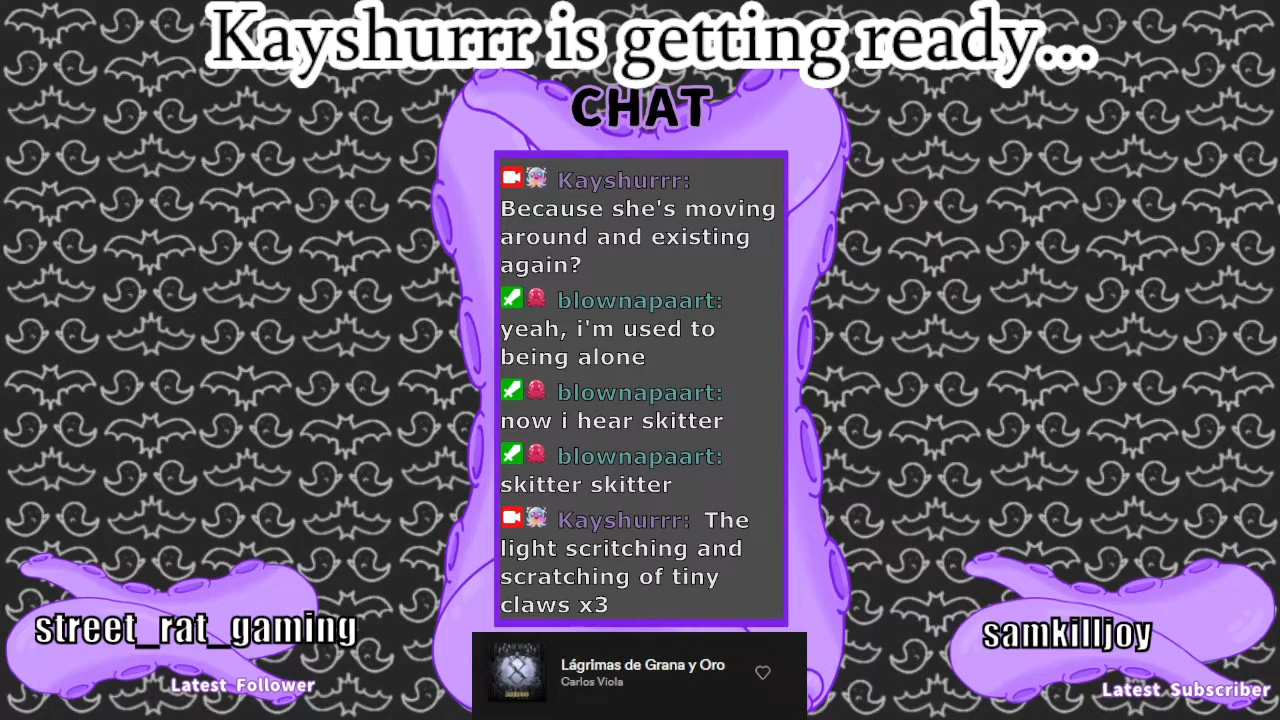 Kayshurrr is getting ready...
CHAT
Kayshurrr:
Because she's moving
around and existing
again?
blownapaart:
yeah, i'm used to
being alone
blownapaart:
now i hear skitter
blownapaart:
skitter skitter
Kayshurrr: The
light scritching and
scratching of tiny
claws x3
street_rat_gaming
Latest Follower
samkilljoy
Latest Subscriber
Lágrimas de Grana y Oro
Carlos Viola